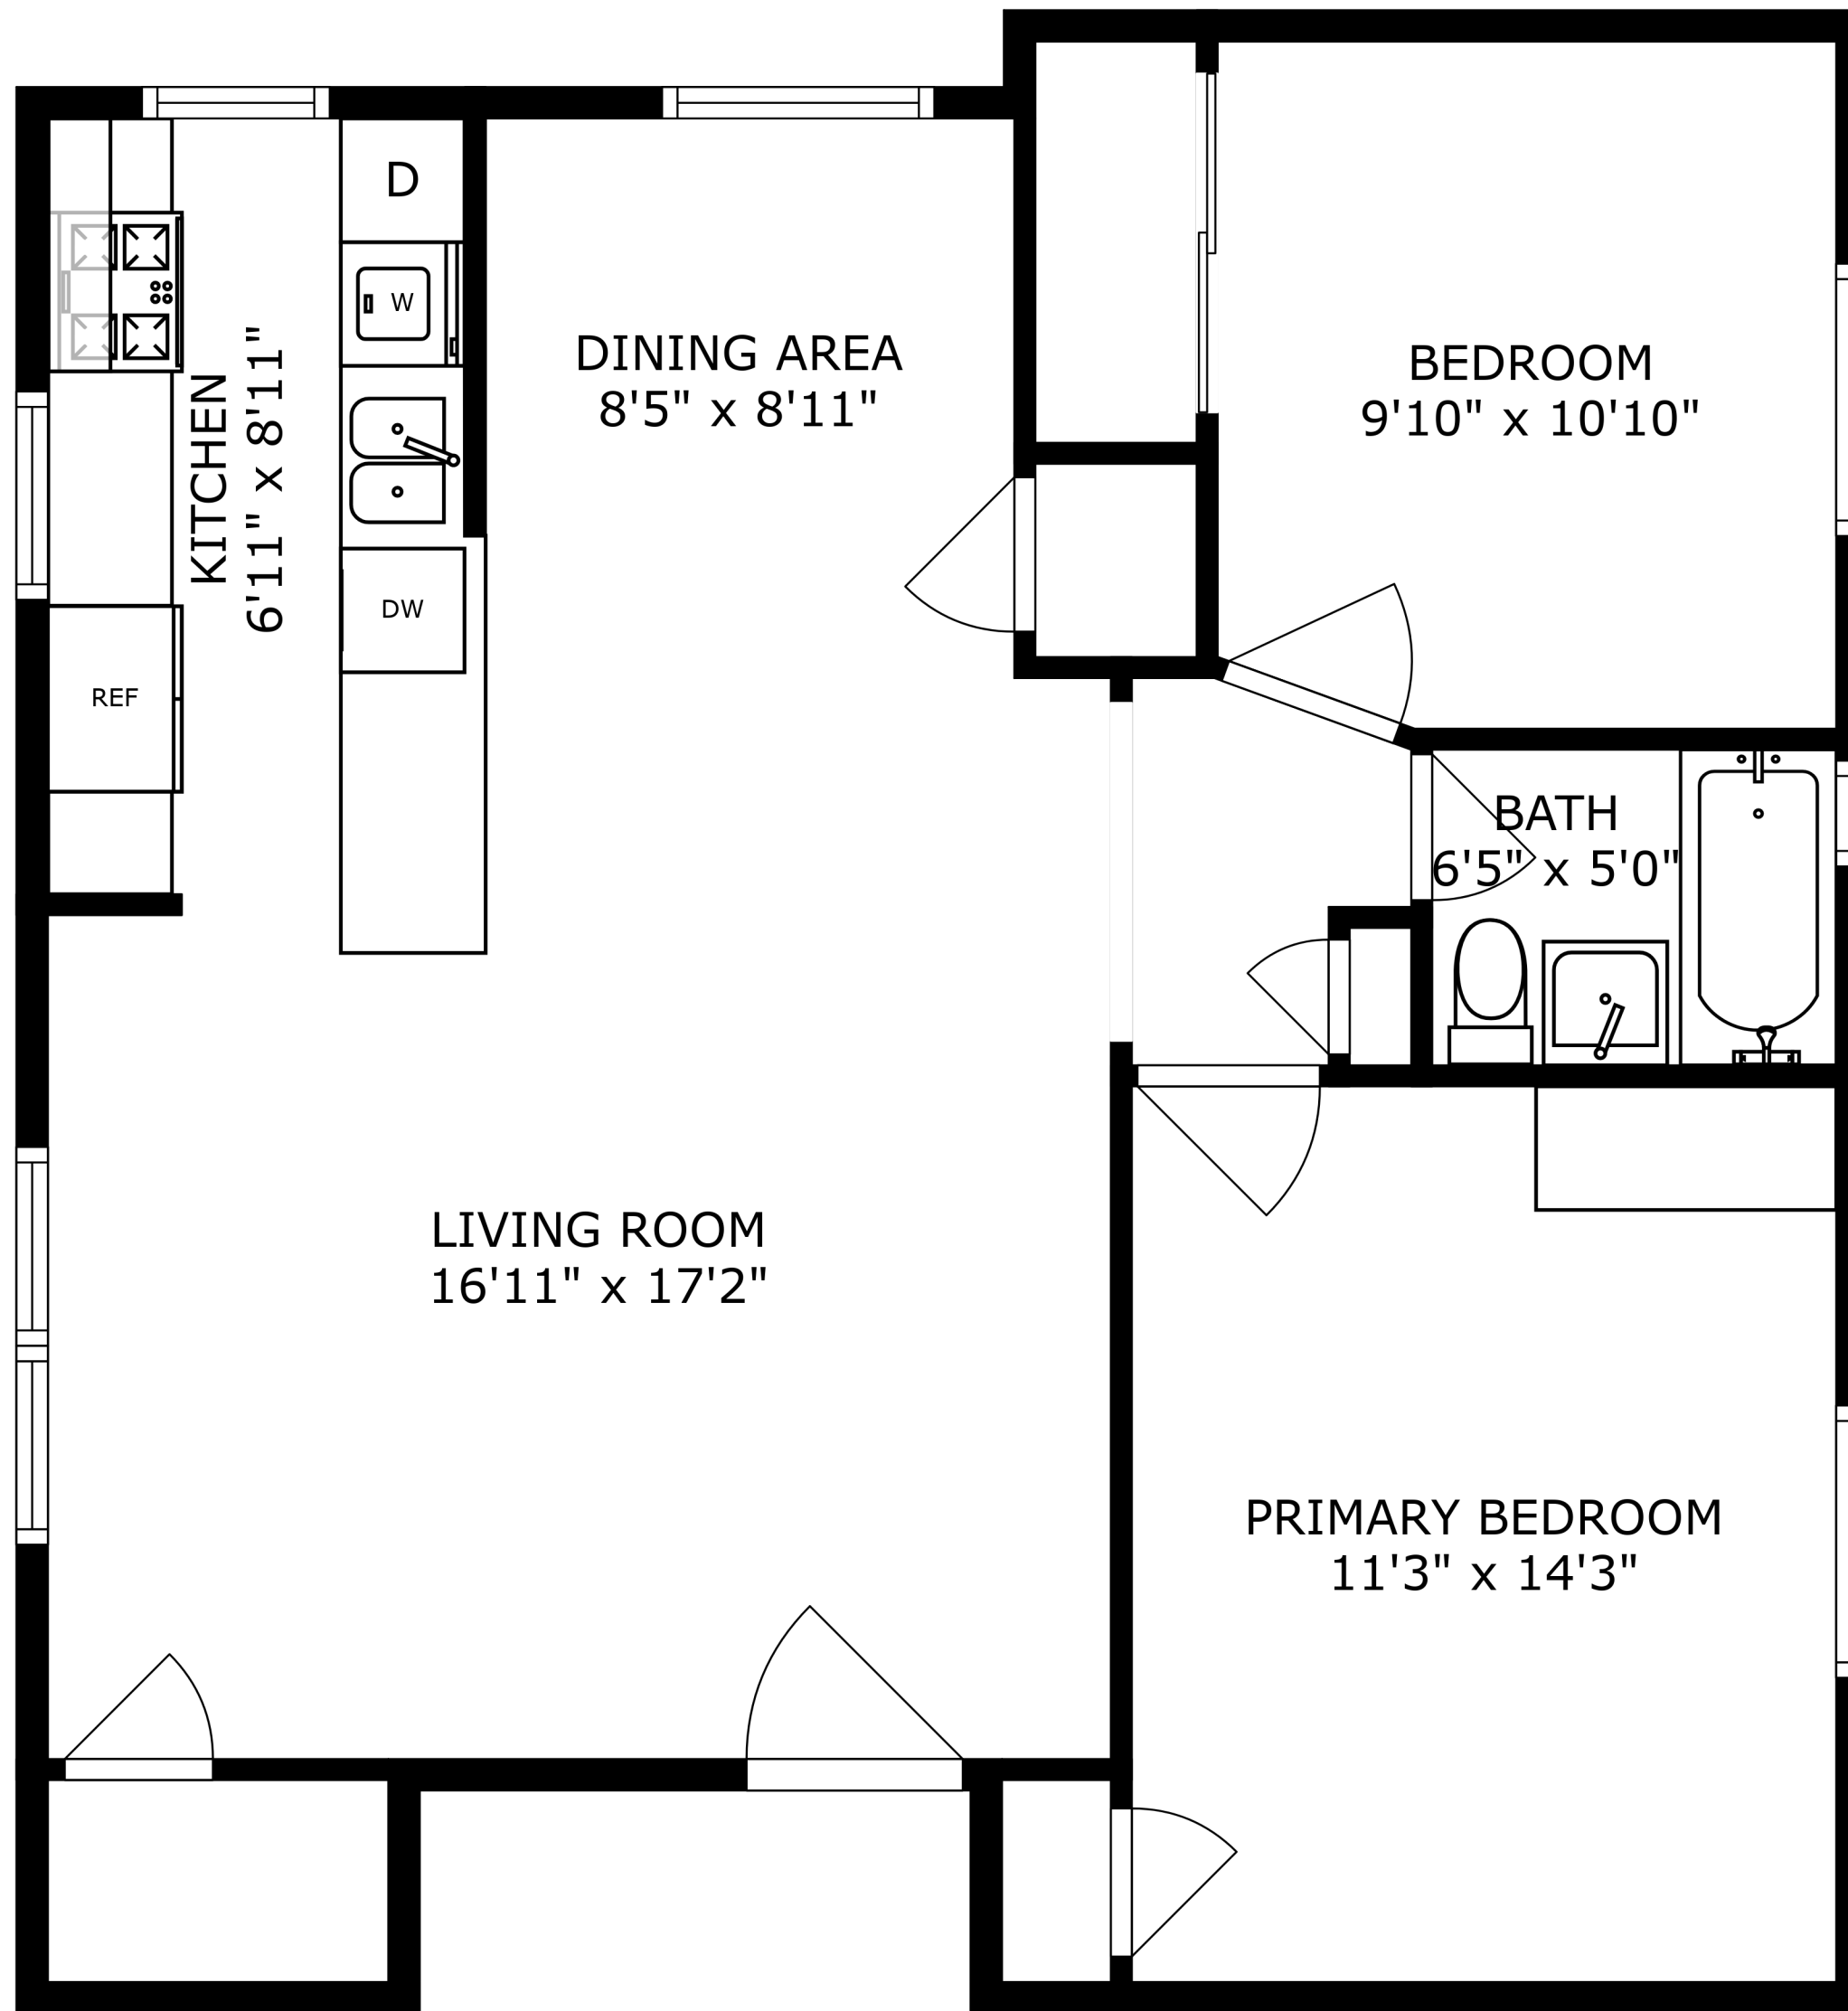 D
W
DINING AREA
8'5" x 8'11"
BEDROOM
9'10" x 10'10"
KITCHEN
6'11" x 8'11"
DW
REF
BATH
6'5" x 5'0"
LIVING ROOM
16'11" x 17'2"
PRIMARY BEDROOM
11'3" x 14'3"